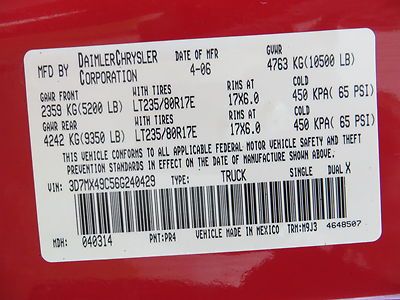 MFD BY DAIMLERCHRYSLER CORPORATION
DATE OF MFR 4-06
GVWR 4763 KG(10500 LB)
GAWR FRONT WITH TIRES RIMS AT COLD
2359 KG(5200 LB) LT235/80R17E 17X6.0 450 KPA( 65 PSI)
GAWR REAR WITH TIRES RIMS AT COLD
4242 KG(9350 LB) LT235/80R17E 17X6.0 450 KPA( 65 PSI)
THIS VEHICLE CONFORMS TO ALL APPLICABLE FEDERAL MOTOR VEHICLE SAFETY AND THEFT
PREVENTION STANDARDS IN EFFECT ON THE DATE OF MANUFACTURE SHOWN ABOVE.
VIN: 3D7MX49C56G240429 TYPE: TRUCK SINGLE DUAL X
MDH: 040314 PNT:PR4 VEHICLE MADE IN MEXICO TRM:M9J3 4648507